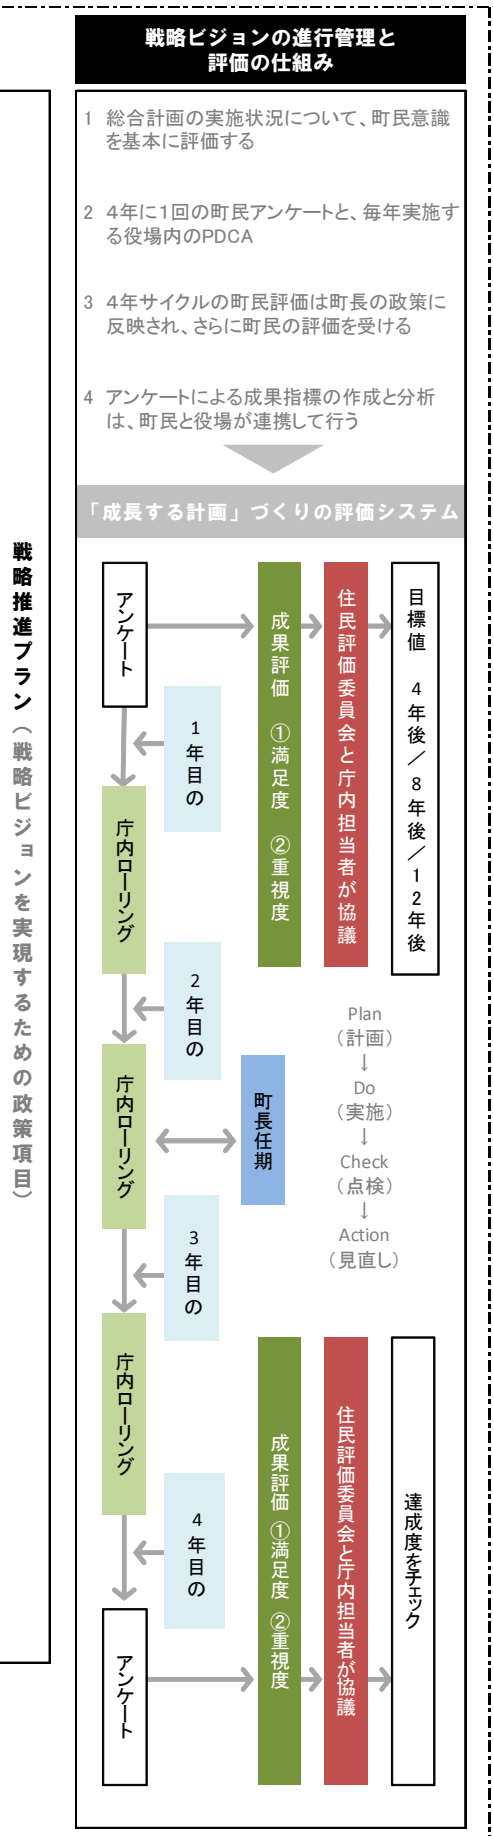 戦略ビジョンの進行管理と
評価の仕組み
1 総合計画の実施状況について、町民意識
を基本に評価する
2 4年に1回の町民アンケートと、毎年実施す
る役場内のPDCA
3 4年サイクルの町民評価は町長の政策に
反映され、さらに町民の評価を受ける
4 アンケートによる成果指標の作成と分析
は、町民と役場が連携して行う
「成長する計画」づくりの評価システム
戦略推進プラン（戦略ビジョンを実現するための政策項目）
アンケート
成果評価 ①満足度 ②重視度
住民評価委員会と庁内担当者が協議
目標値 4年後／8年後／12年後
1年目の
庁内ローリング
2年目の
庁内ローリング
町長任期
Plan
（計画）
↓
Do
（実施）
↓
Check
（点検）
↓
Action
（見直し）
3年目の
庁内ローリング
4年目の
アンケート
成果評価 ①満足度 ②重視度
住民評価委員会と庁内担当者が協議
達成度をチェック